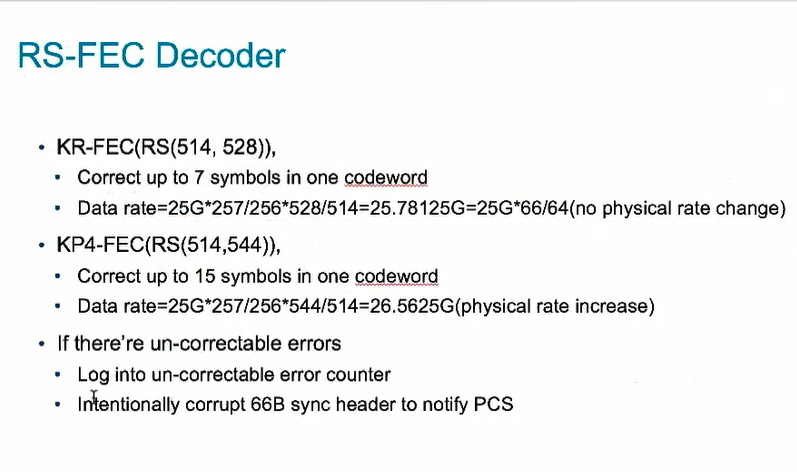 RS-FEC Decoder
• KR-FEC(RS(514, 528)),
• Correct up to 7 symbols in one codeword
• Data rate=25G*257/256*528/514=25.78125G=25G*66/64(no physical rate change)
• KP4-FEC(RS(514,544)),
• Correct up to 15 symbols in one codeword
• Data rate=25G*257/256*544/514=26.5625G(physical rate increase)
• If there're un-correctable errors
• Log into un-correctable error counter
• Intentionally corrupt 66B sync header to notify PCS